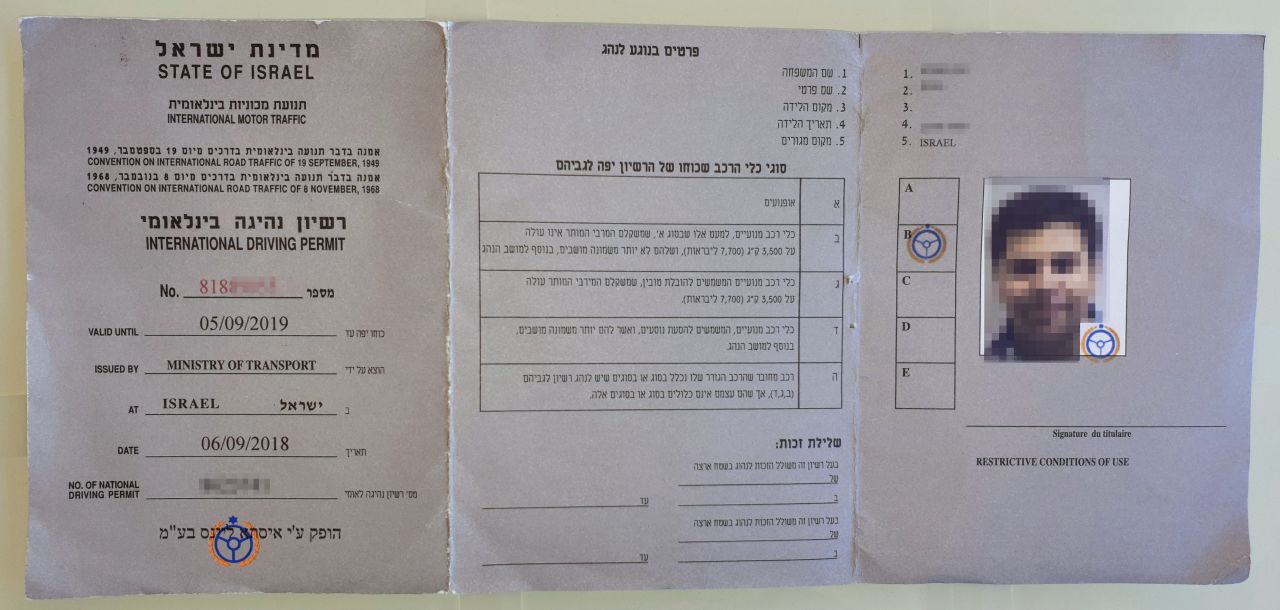 מדינת ישראל
STATE OF ISRAEL
תנועת מכוניות בינלאומית
INTERNATIONAL MOTOR TRAFFIC
אמנה בדבר תנועה בינלאומית בדרכים מיום 19 בספטמבר, 1949
CONVENTION ON INTERNATIONAL ROAD TRAFFIC OF 19 SEPTEMBER, 1949
אמנה בדבר תנועה בינלאומית בדרכים מיום 8 בנובמבר, 1968
CONVENTION ON INTERNATIONAL ROAD TRAFFIC OF 8 NOVEMBER, 1968
רשיון נהיגה בינלאומי
INTERNATIONAL DRIVING PERMIT
No. 818 מספר
VALID UNTIL 05/09/2019 כוחו יפה עד
ISSUED BY MINISTRY OF TRANSPORT הוצא על ידי
AT ISRAEL ישראל ב
DATE 06/09/2018 תאריך
NO. OF NATIONAL
DRIVING PERMIT מס' רשיון נהיגה לאומי
הופק ע'י איסתא ליינס בע"מ
פרטים בנוגע לנהג
1. שם המשפחה
2. שם פרטי
3. מקום הלידה
4. תאריך הלידה
5. מקום מגורים
סוגי כלי הרכב שכוחו של הרשיון יפה לגביהם
א אופנועים
ב כלי רכב מנועיים, למעט אלו שבסוג א', שמשקלם המרבי המותר אינו עולה
על 3,500 ק"ג (7,700 ליבראות), ושלהם לא יותר משמונה מושבים, בנוסף למושב הנהג
ג כלי רכב מנועיים המשמשים להובלת טובין, שמשקלם המירבי המותר עולה
על 3,500 ק"ג (7,700 ליבראות).
ד כלי רכב מנועיים, המשמשים להסעת נוסעים, ואשר להם יותר משמונה מושבים,
בנוסף למושב הנהג.
ה רכב מחובר שהרכב הגורר שלו נכלל בסוג או בסוגים שיש לנהג רשיון לגביהם
(ב,ג,ד), אך שהם עצמם אינם כלולים בסוג או בסוגים אלה.
שלילת זכות:
בעל רשיון זה משולל הזכות לנהוג בשטח ארצה
על
ב עד
בעל רשיון זה משולל הזכות לנהוג בשטח ארצה
על
ב עד
1.
2.
3.
4.
5. ISRAEL
A
B
C
D
E
Signature du titulaire
RESTRICTIVE CONDITIONS OF USE